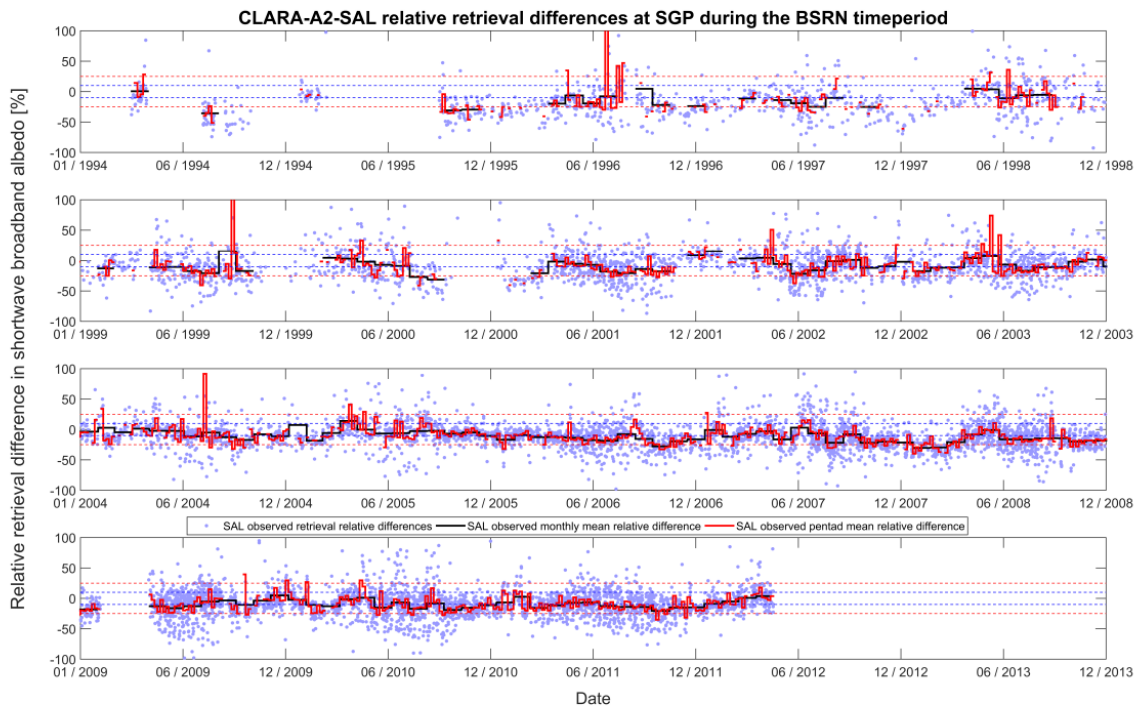 CLARA-A2-SAL relative retrieval differences at SGP during the BSRN timeperiod
Relative retrieval difference in shortwave broadband albedo [%]
100
50
0
-50
-100
01 / 1994 06 / 1994 12 / 1994 06 / 1995 12 / 1995 06 / 1996 12 / 1996 06 / 1997 12 / 1997 06 / 1998 12 / 1998
100
50
0
-50
-100
01 / 1999 06 / 1999 12 / 1999 06 / 2000 12 / 2000 06 / 2001 12 / 2001 06 / 2002 12 / 2002 06 / 2003 12 / 2003
100
50
0
-50
-100
01 / 2004 06 / 2004 12 / 2004 06 / 2005 12 / 2005 06 / 2006 12 / 2006 06 / 2007 12 / 2007 06 / 2008 12 / 2008
SAL observed retrieval relative differences SAL observed monthly mean relative difference SAL observed pentad mean relative difference
100
50
0
-50
-100
01 / 2009 06 / 2009 12 / 2009 06 / 2010 12 / 2010 06 / 2011 12 / 2011 06 / 2012 12 / 2012 06 / 2013 12 / 2013
Date